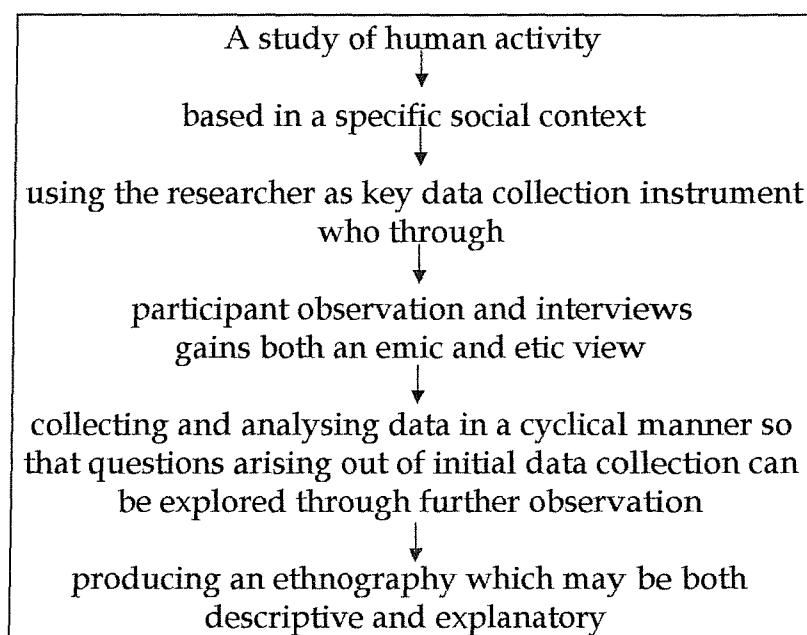 A study of human activity
based in a specific social context
using the researcher as key data collection instrument
who through
participant observation and interviews
gains both an emic and etic view
collecting and analysing data in a cyclical manner so
that questions arising out of initial data collection can
be explored through further observation
producing an ethnography which may be both
descriptive and explanatory